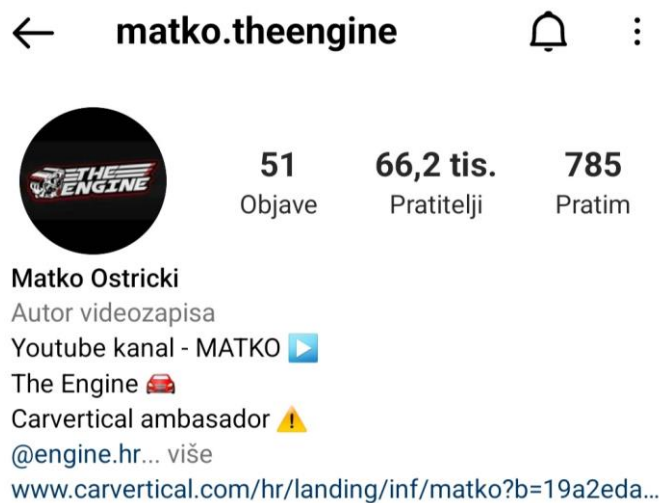 matko.theengine
THE
ENGINE
51
Objave
66,2 tis.
Pratitelji
785
Pratim
Matko Ostricki
Autor videozapisa
Youtube kanal - MATKO ▶️
The Engine 🚘
Carvertical ambasador ⚠️
@engine.hr... više
www.carvertical.com/hr/landing/inf/matko?b=19a2eda...